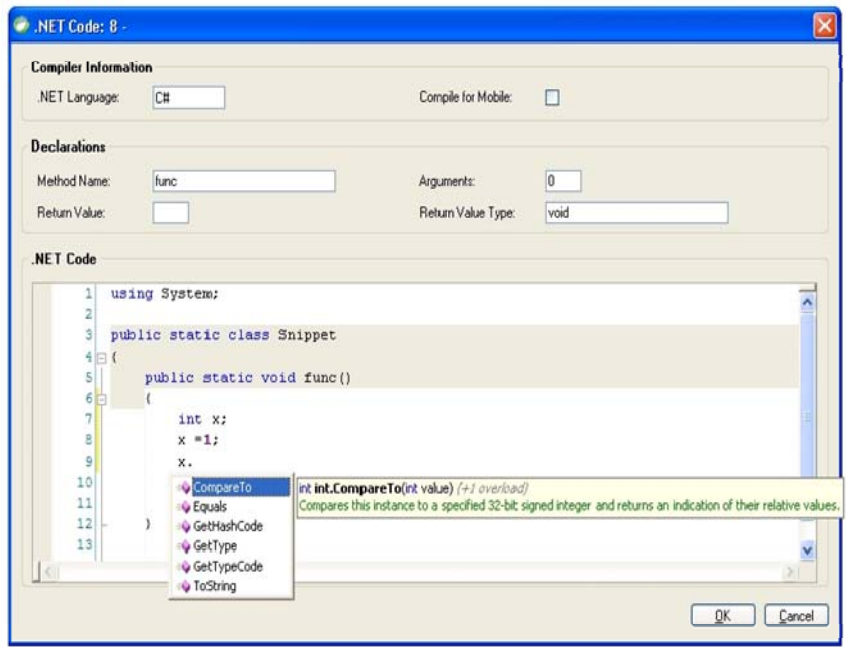 .NET Code: 8 -
Compiler Information
.NET Language: C# Compile for Mobile:
Declarations
Method Name: func Arguments: 0
Return Value: Return Value Type: void
.NET Code
1 using System;
2
3 public static class Snippet
4 {
5 public static void func()
6 {
7 int x;
8 x =1;
9 x.
10 CompareTo int int.CompareTo(int value) (+1 overload)
11 Equals Compares this instance to a specified 32-bit signed integer and returns an indication of their relative values.
12 } GetHashCode
13 GetType
GetTypeCode
ToString
OK Cancel